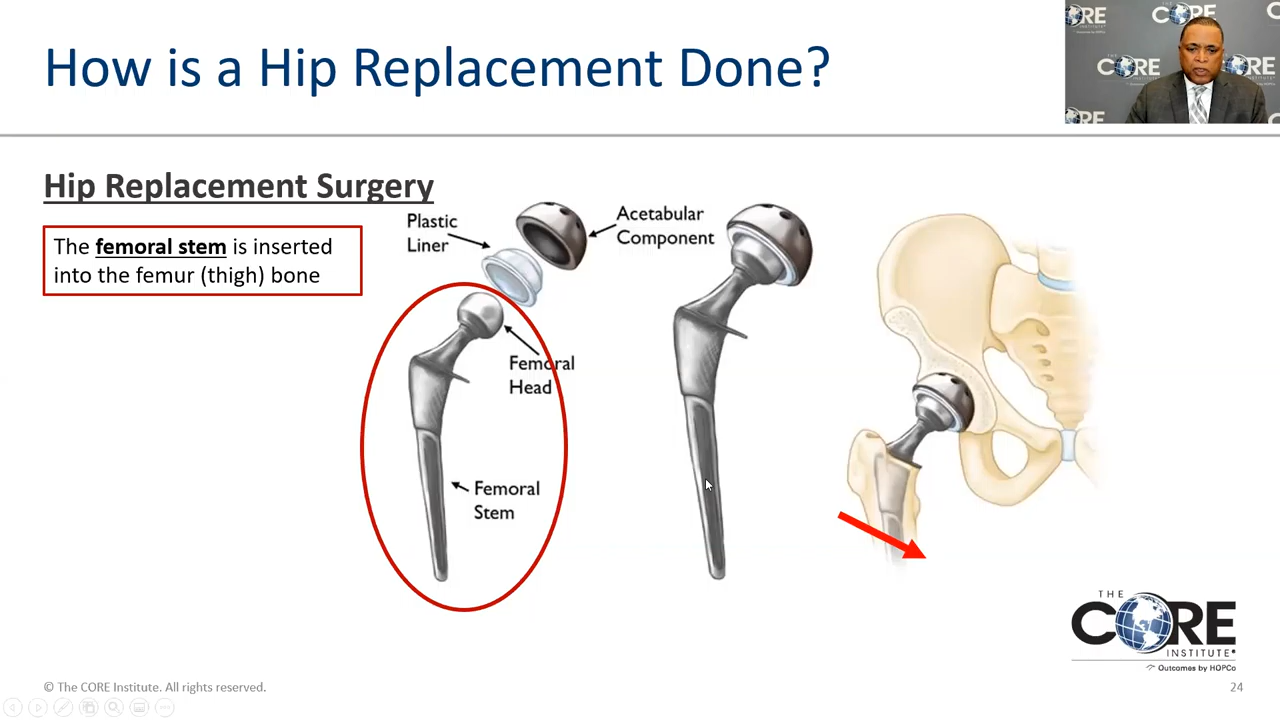 How is a Hip Replacement Done?
THE
CORE
Hip Replacement Surgery
The femoral stem is inserted
into the femur (thigh) bone
Plastic
Liner
Acetabular
Component
Femoral
Head
Femoral
Stem
THE
CORE
INSTITUTE
Outcomes by HOPCo
© The CORE Institute. All rights reserved.
24